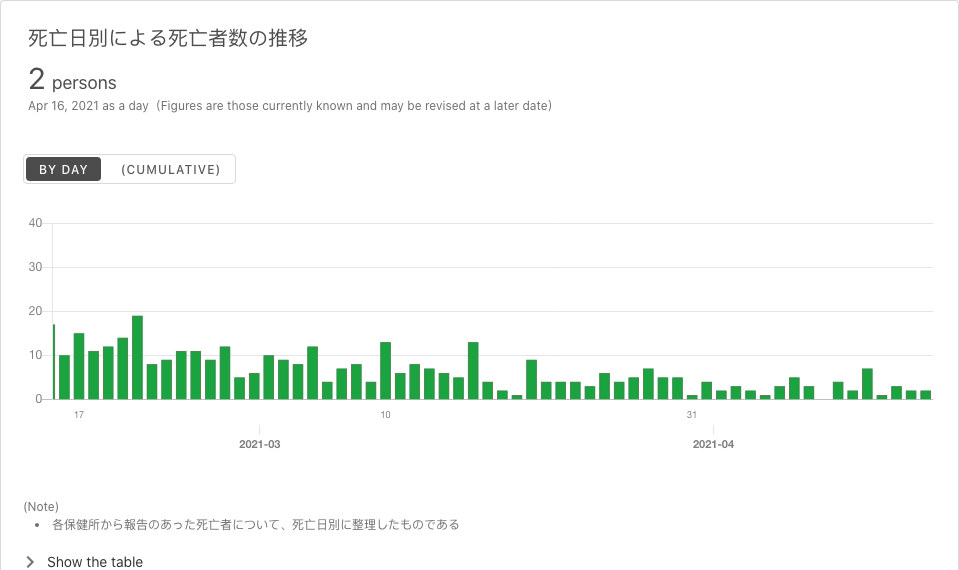 死亡日別による死亡者数の推移
2 persons
Apr 16, 2021 as a day（Figures are those currently known and may be revised at a later date）
BY DAY (CUMULATIVE)
40
30
20
10
0
17 10 31
2021-03 2021-04
(Note)
• 各保健所から報告のあった死亡者について、死亡日別に整理したものである
Show the table